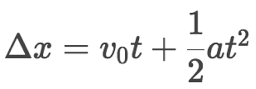 Δx = v₀t + ½at²